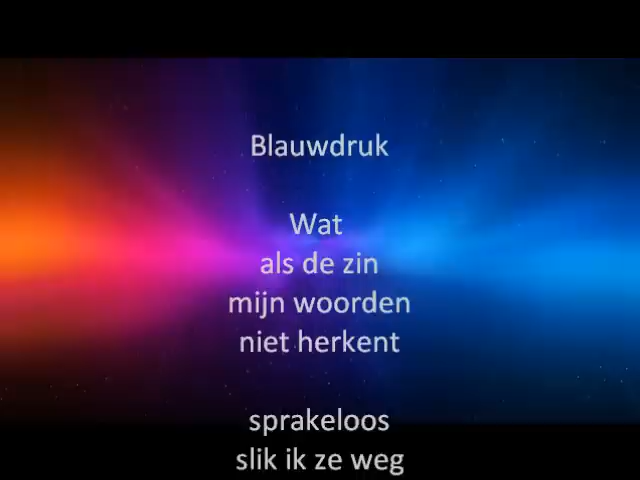 Blauwdruk
Wat
als de zin
mijn woorden
niet herkent
sprakeloos
slik ik ze weg